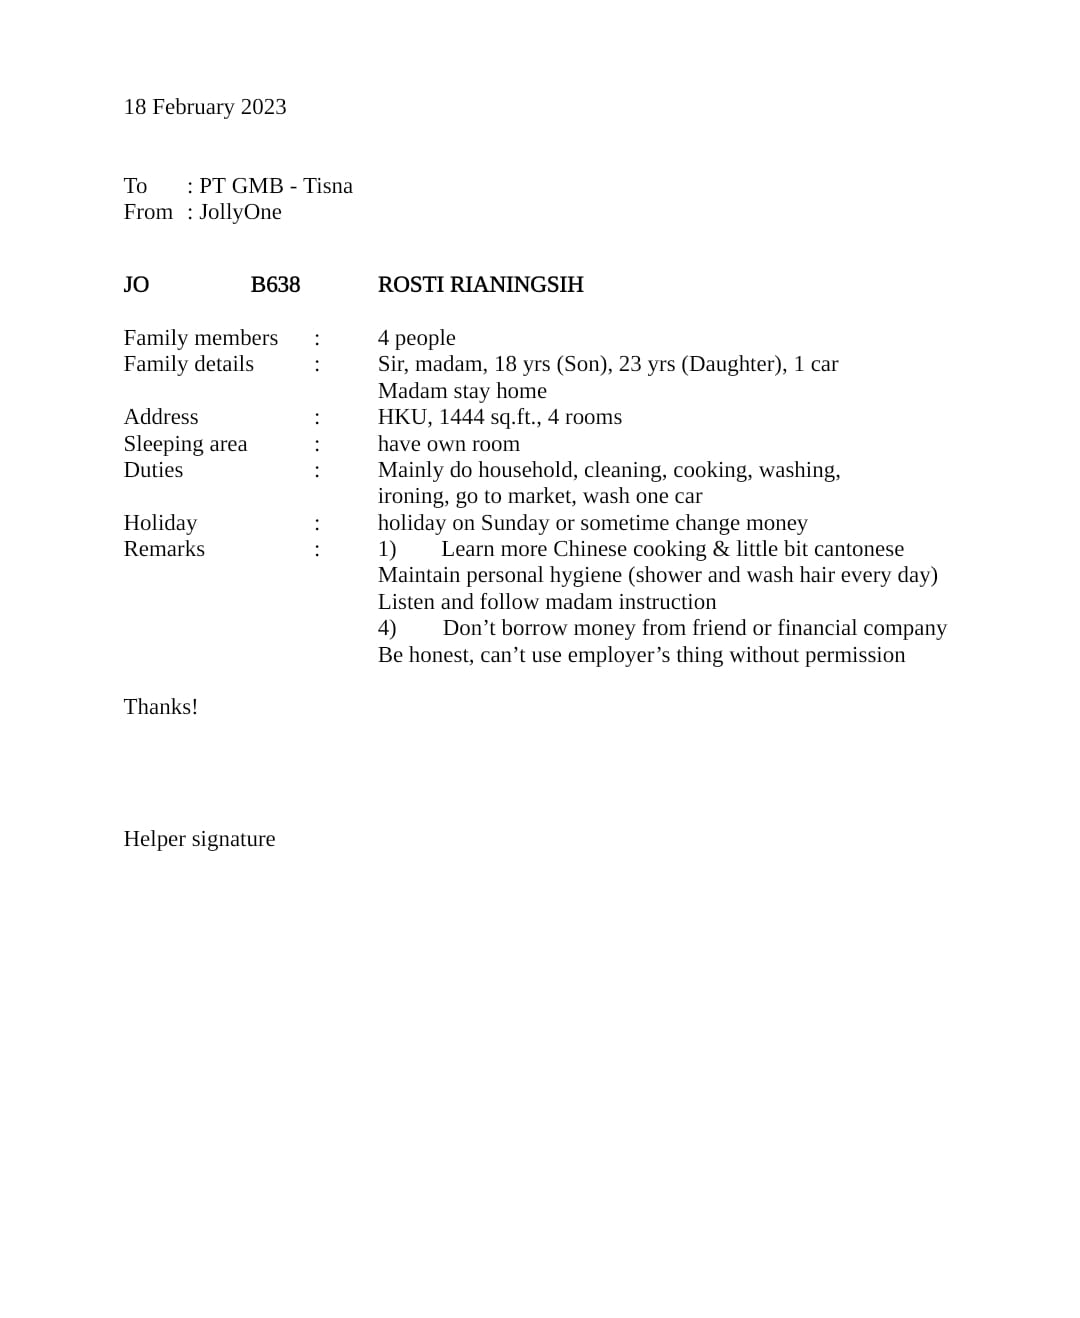 18 February 2023
To : PT GMB - Tisna
From : JollyOne
JO B638 ROSTI RIANINGSIH
Family members : 4 people
Family details : Sir, madam, 18 yrs (Son), 23 yrs (Daughter), 1 car
Madam stay home
Address : HKU, 1444 sq.ft., 4 rooms
Sleeping area : have own room
Duties : Mainly do household, cleaning, cooking, washing,
ironing, go to market, wash one car
Holiday : holiday on Sunday or sometime change money
Remarks : 1) Learn more Chinese cooking & little bit cantonese
Maintain personal hygiene (shower and wash hair every day)
Listen and follow madam instruction
4) Don’t borrow money from friend or financial company
Be honest, can’t use employer’s thing without permission
Thanks!
Helper signature